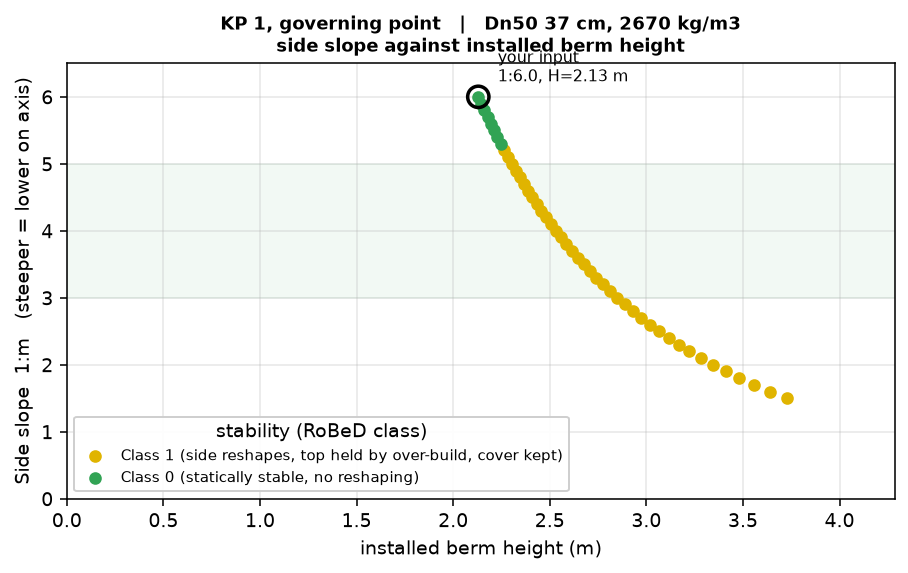 KP 1, governing point   |   Dn50 37 cm, 2670 kg/m3
side slope against installed berm height
your input
1:6.0, H=2.13 m
6
5
4
3
2
1
0
Side slope  1:m   (steeper = lower on axis)
stability (RoBeD class)
Class 1 (side reshapes, top held by over-build, cover kept)
Class 0 (statically stable, no reshaping)
0.0 0.5 1.0 1.5 2.0 2.5 3.0 3.5 4.0
installed berm height (m)